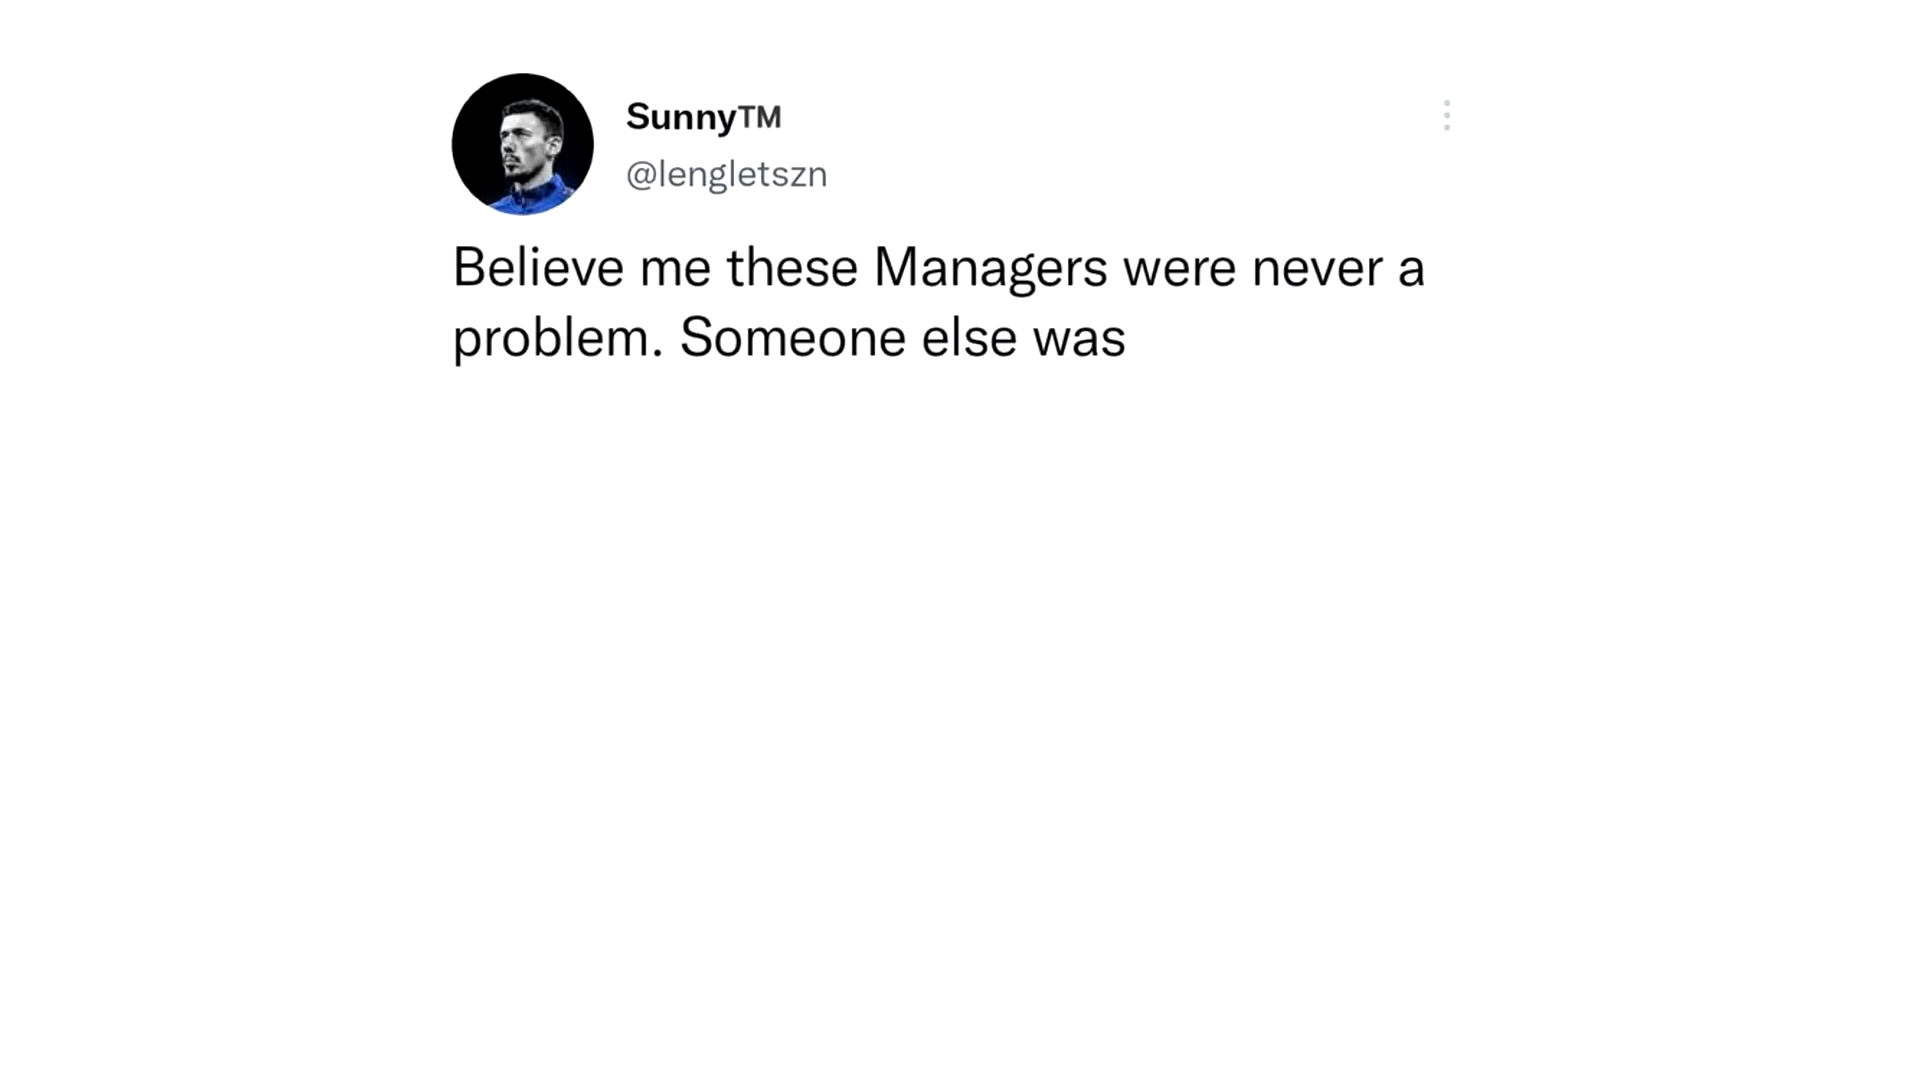 Sunny™
@lengletszn
Believe me these Managers were never a
problem. Someone else was